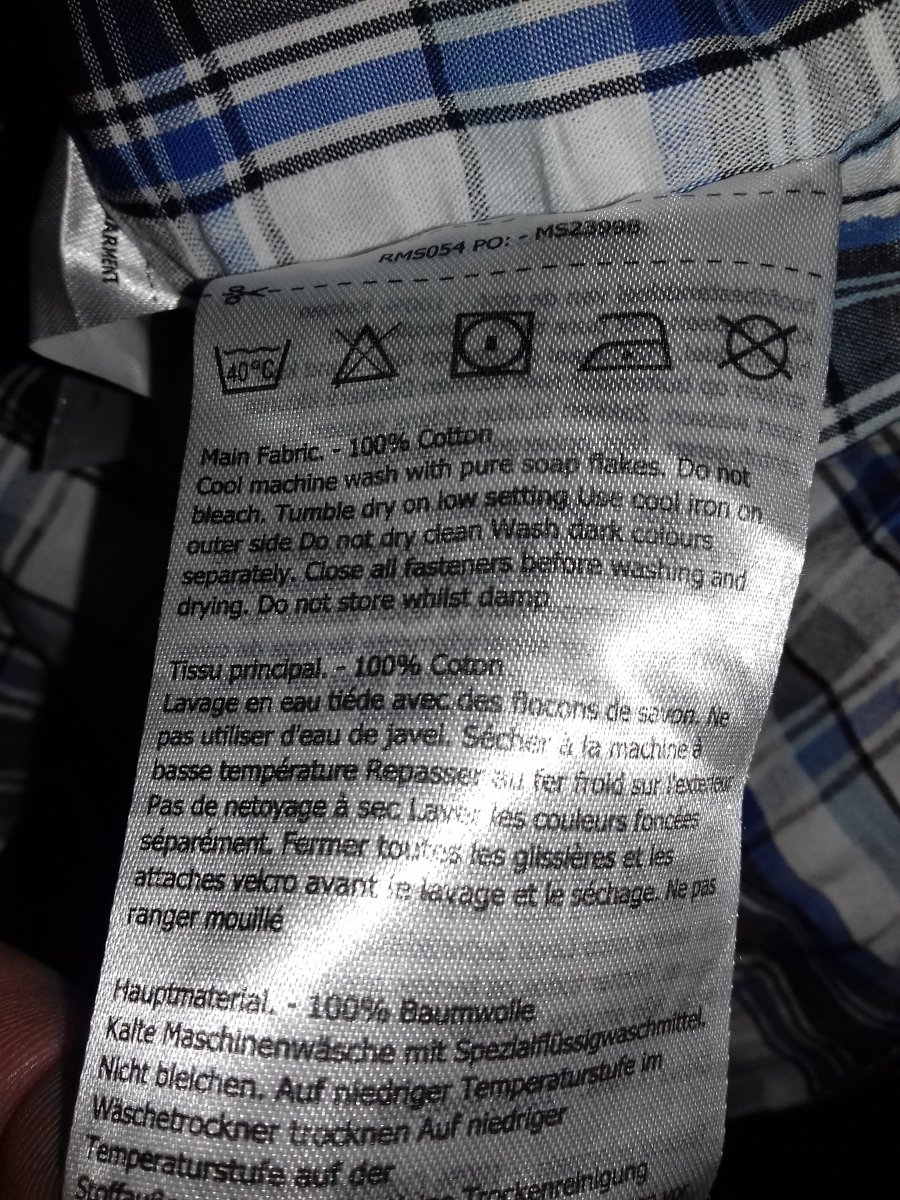 ARMENT
RMS054 PO: - MS23998
40°C
Main Fabric. - 100% Cotton
Cool machine wash with pure soap flakes. Do not
bleach. Tumble dry on low setting Use cool iron on
outer side Do not dry clean Wash dark colours
separately. Close all fasteners before washing and
drying. Do not store whilst damp
Tissu principal. - 100% Coton
Lavage en eau tiéde avec des flocons de savon. Ne
pas utiliser d'eau de javel. Sécher à la machine à
basse température Repasser au fer froid sur l'exterieur
Pas de netoyage à sec Laver les couleurs foncées
séparément. Fermer toutes les glissières et les
attaches velcro avant le lavage et le séchage. Ne pas
ranger mouillé
Hauptmaterial. - 100% Baumwolle
Kalte Maschinenwäsche mit Spezialflüssigwaschmittel.
Nicht bleichen. Auf niedriger Temperaturstufe im
Wäschetrockner trocknen Auf niedriger
Temperaturstufe auf der
Trockenreinigung